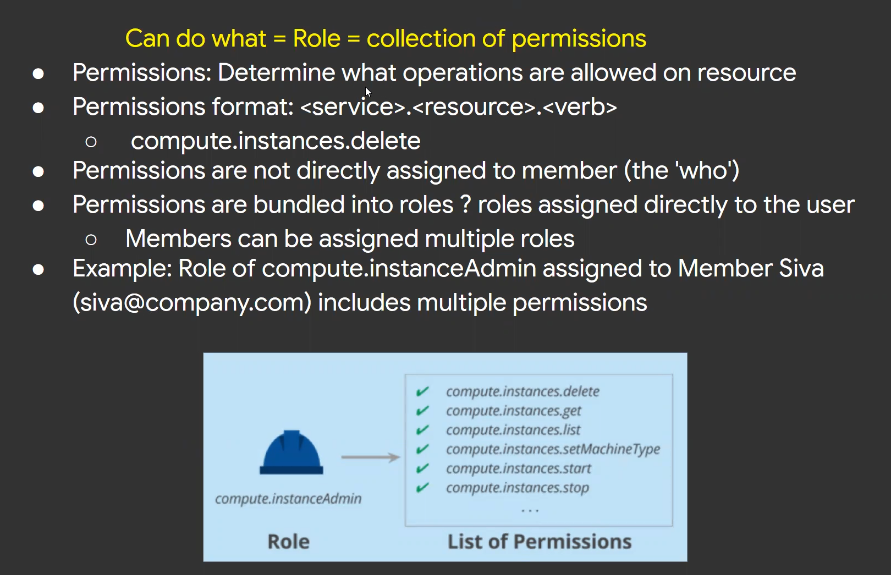 Can do what = Role = collection of permissions
● Permissions: Determine what operations are allowed on resource
● Permissions format: <service>.<resource>.<verb>
○ compute.instances.delete
● Permissions are not directly assigned to member (the 'who')
● Permissions are bundled into roles ? roles assigned directly to the user
○ Members can be assigned multiple roles
● Example: Role of compute.instanceAdmin assigned to Member Siva
(siva@company.com) includes multiple permissions
✔ compute.instances.delete
✔ compute.instances.get
✔ compute.instances.list
✔ compute.instances.setMachineType
✔ compute.instances.start
✔ compute.instances.stop
...
compute.instanceAdmin
Role
List of Permissions